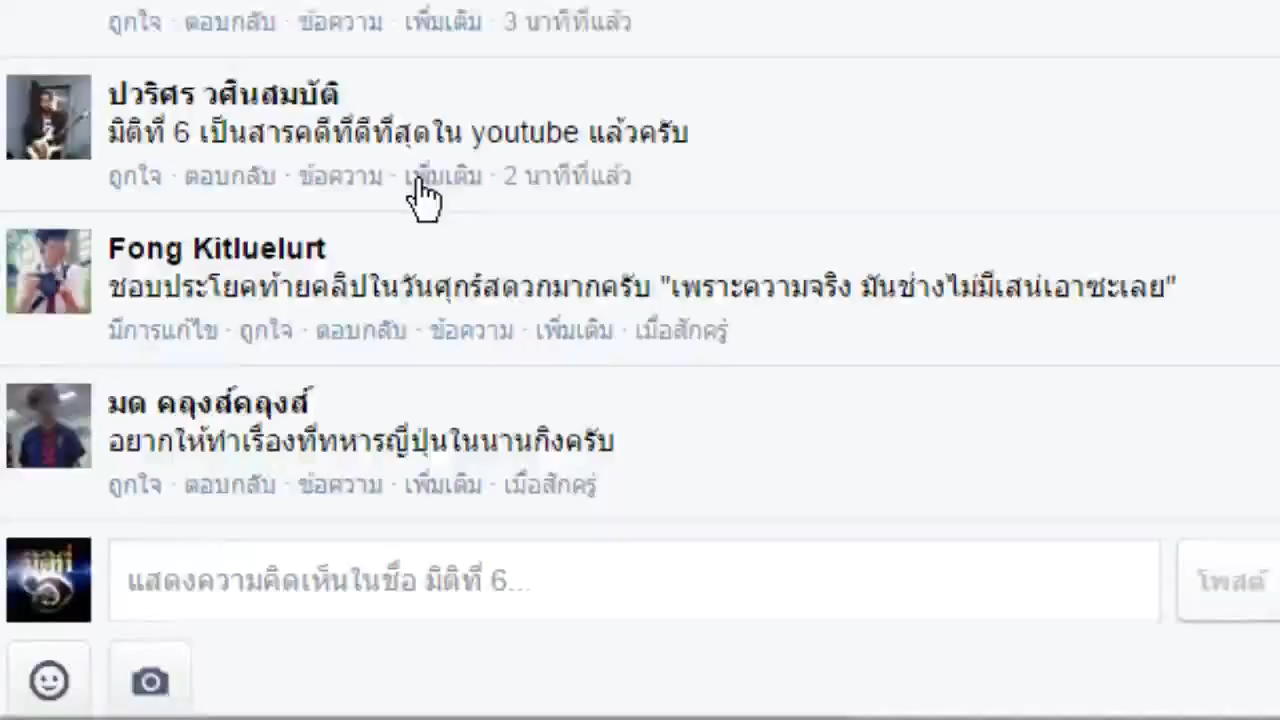 ถูกใจ · ตอบกลับ · ข้อความ · เพิ่มเติม · 3 นาทีที่แล้ว
ปวริศร วศินสมบัติ
มิติที่ 6 เป็นสารคดีที่ดีที่สุดใน youtube แล้วครับ
ถูกใจ · ตอบกลับ · ข้อความ · เพิ่มเติม · 2 นาทีที่แล้ว
Fong Kitluelurt
ชอบประโยคท้ายคลิปในวันศุกร์สดวกมากครับ "เพราะความจริง มันช่างไม่มีเสน่เอาซะเลย"
มีการแก้ไข · ถูกใจ · ตอบกลับ · ข้อความ · เพิ่มเติม · เมื่อสักครู่
มด คลุงส์คลุงส์
อยากให้ทำเรื่องที่ทหารญี่ปุ่นในนานกิงครับ
ถูกใจ · ตอบกลับ · ข้อความ · เพิ่มเติม · เมื่อสักครู่
แสดงความคิดเห็นในชื่อ มิติที่ 6...
โพสต์